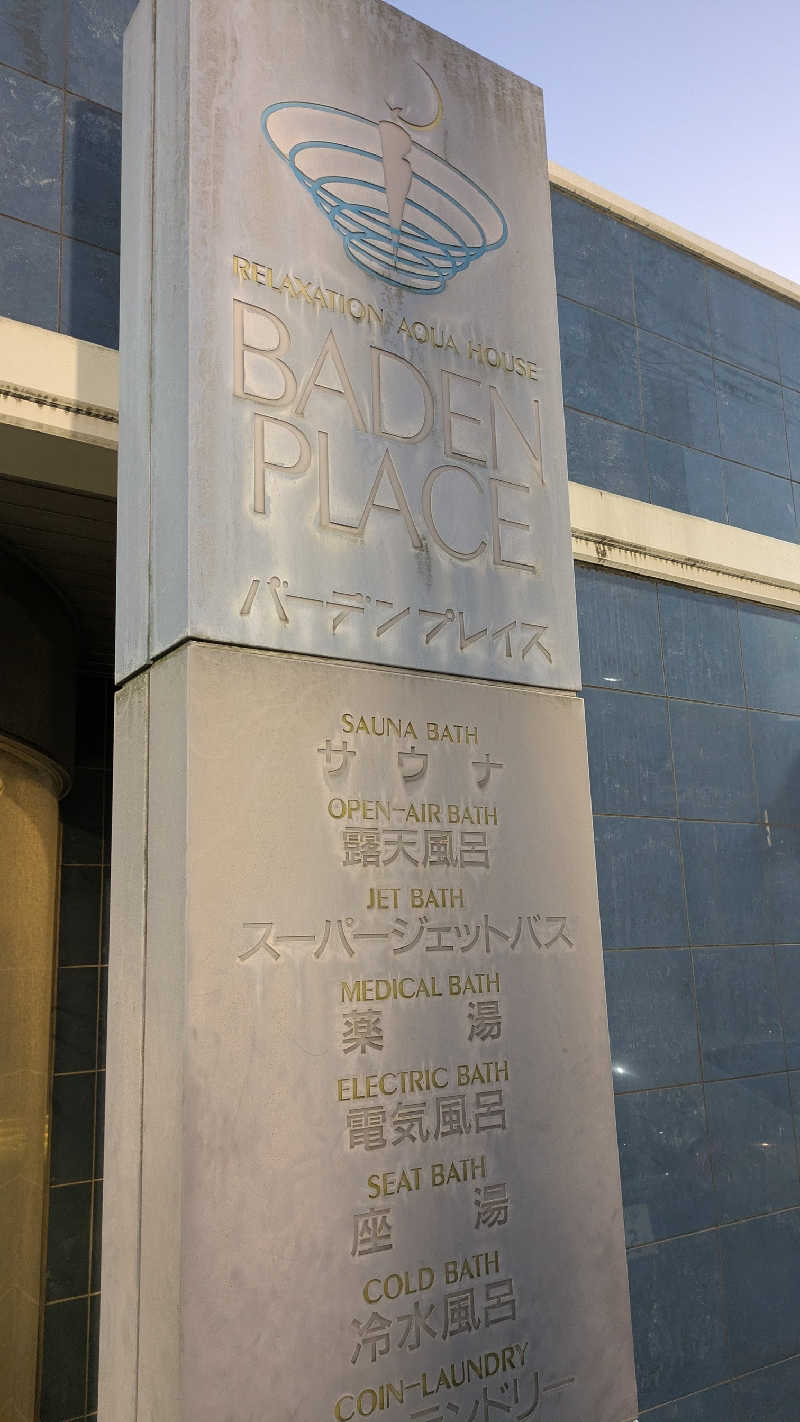 RELAXATION AQUA HOUSE
BADEN
PLACE
バーデンプレイス
SAUNA BATH
サウナ
OPEN-AIR BATH
露天風呂
JET BATH
スーパージェットバス
MEDICAL BATH
薬湯
ELECTRIC BATH
電気風呂
SEAT BATH
座湯
COLD BATH
冷水風呂
COIN-LAUNDRY